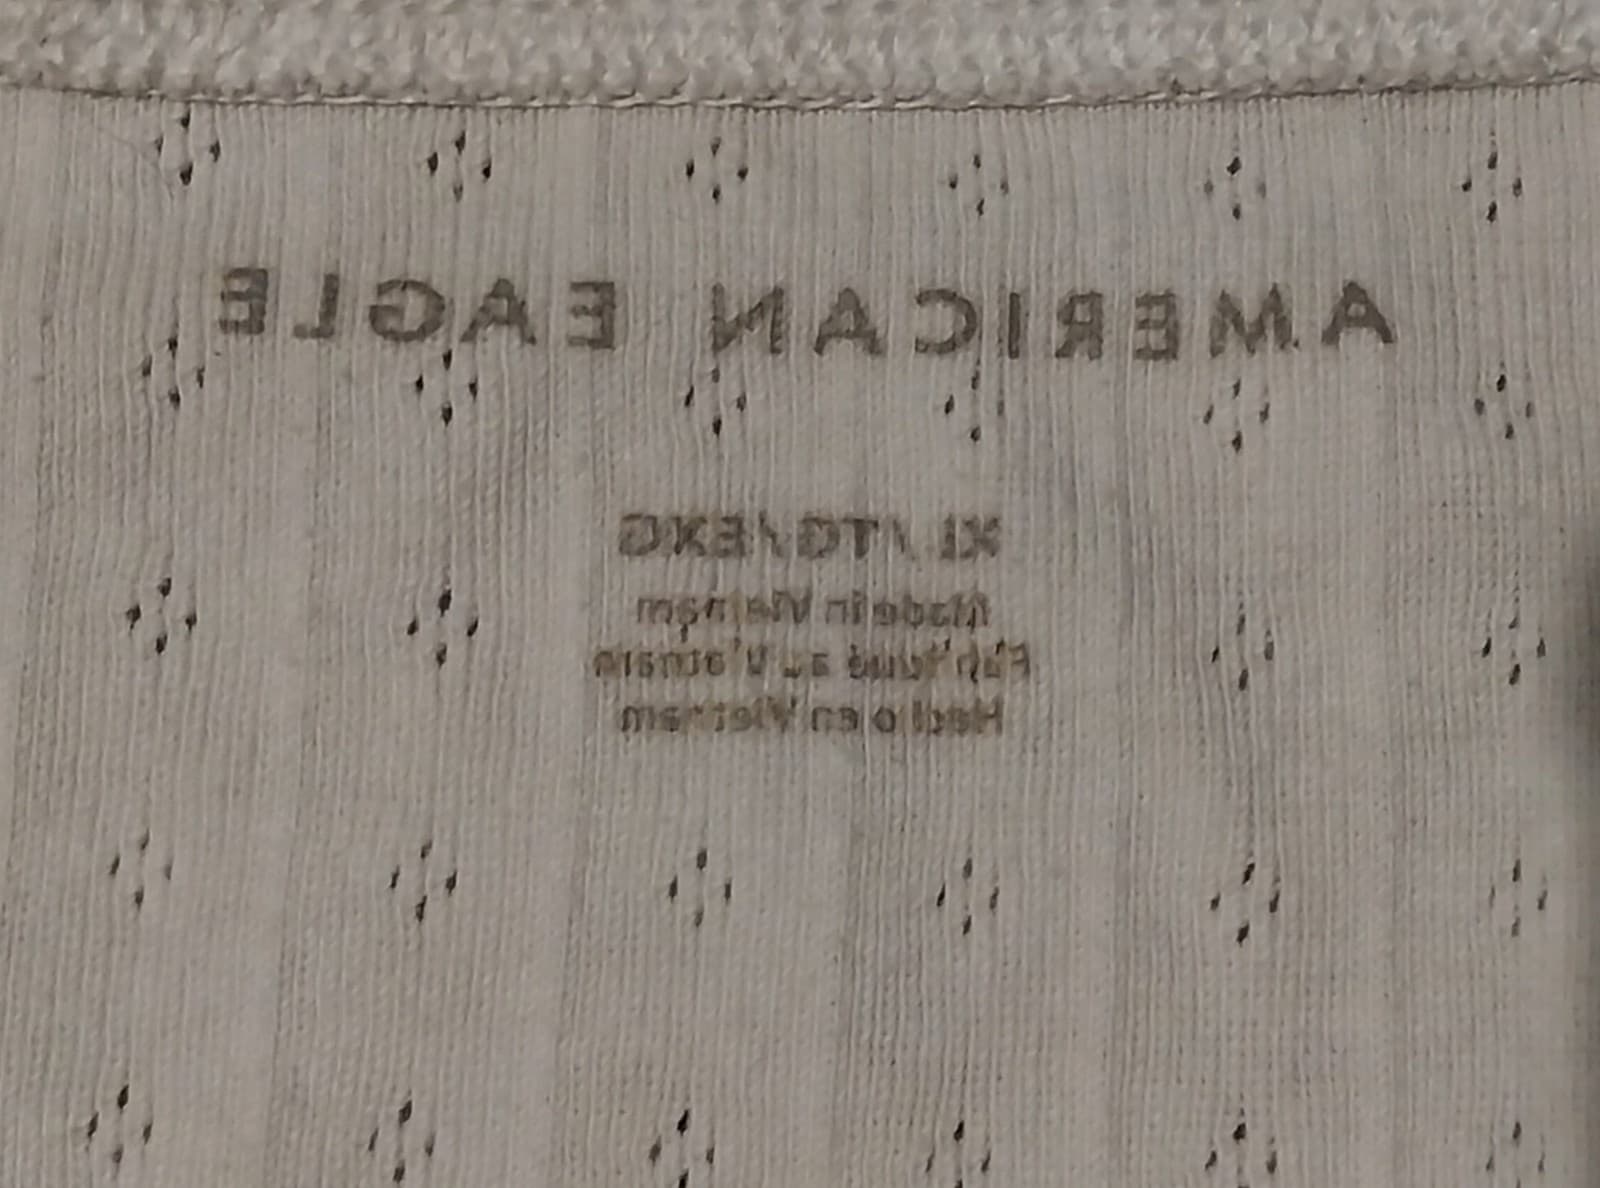 AMERICAN EAGLE
XL/TG/EXG
Made in Vietnam
Fabriqué au Vietnam
Hecho en Vietnam